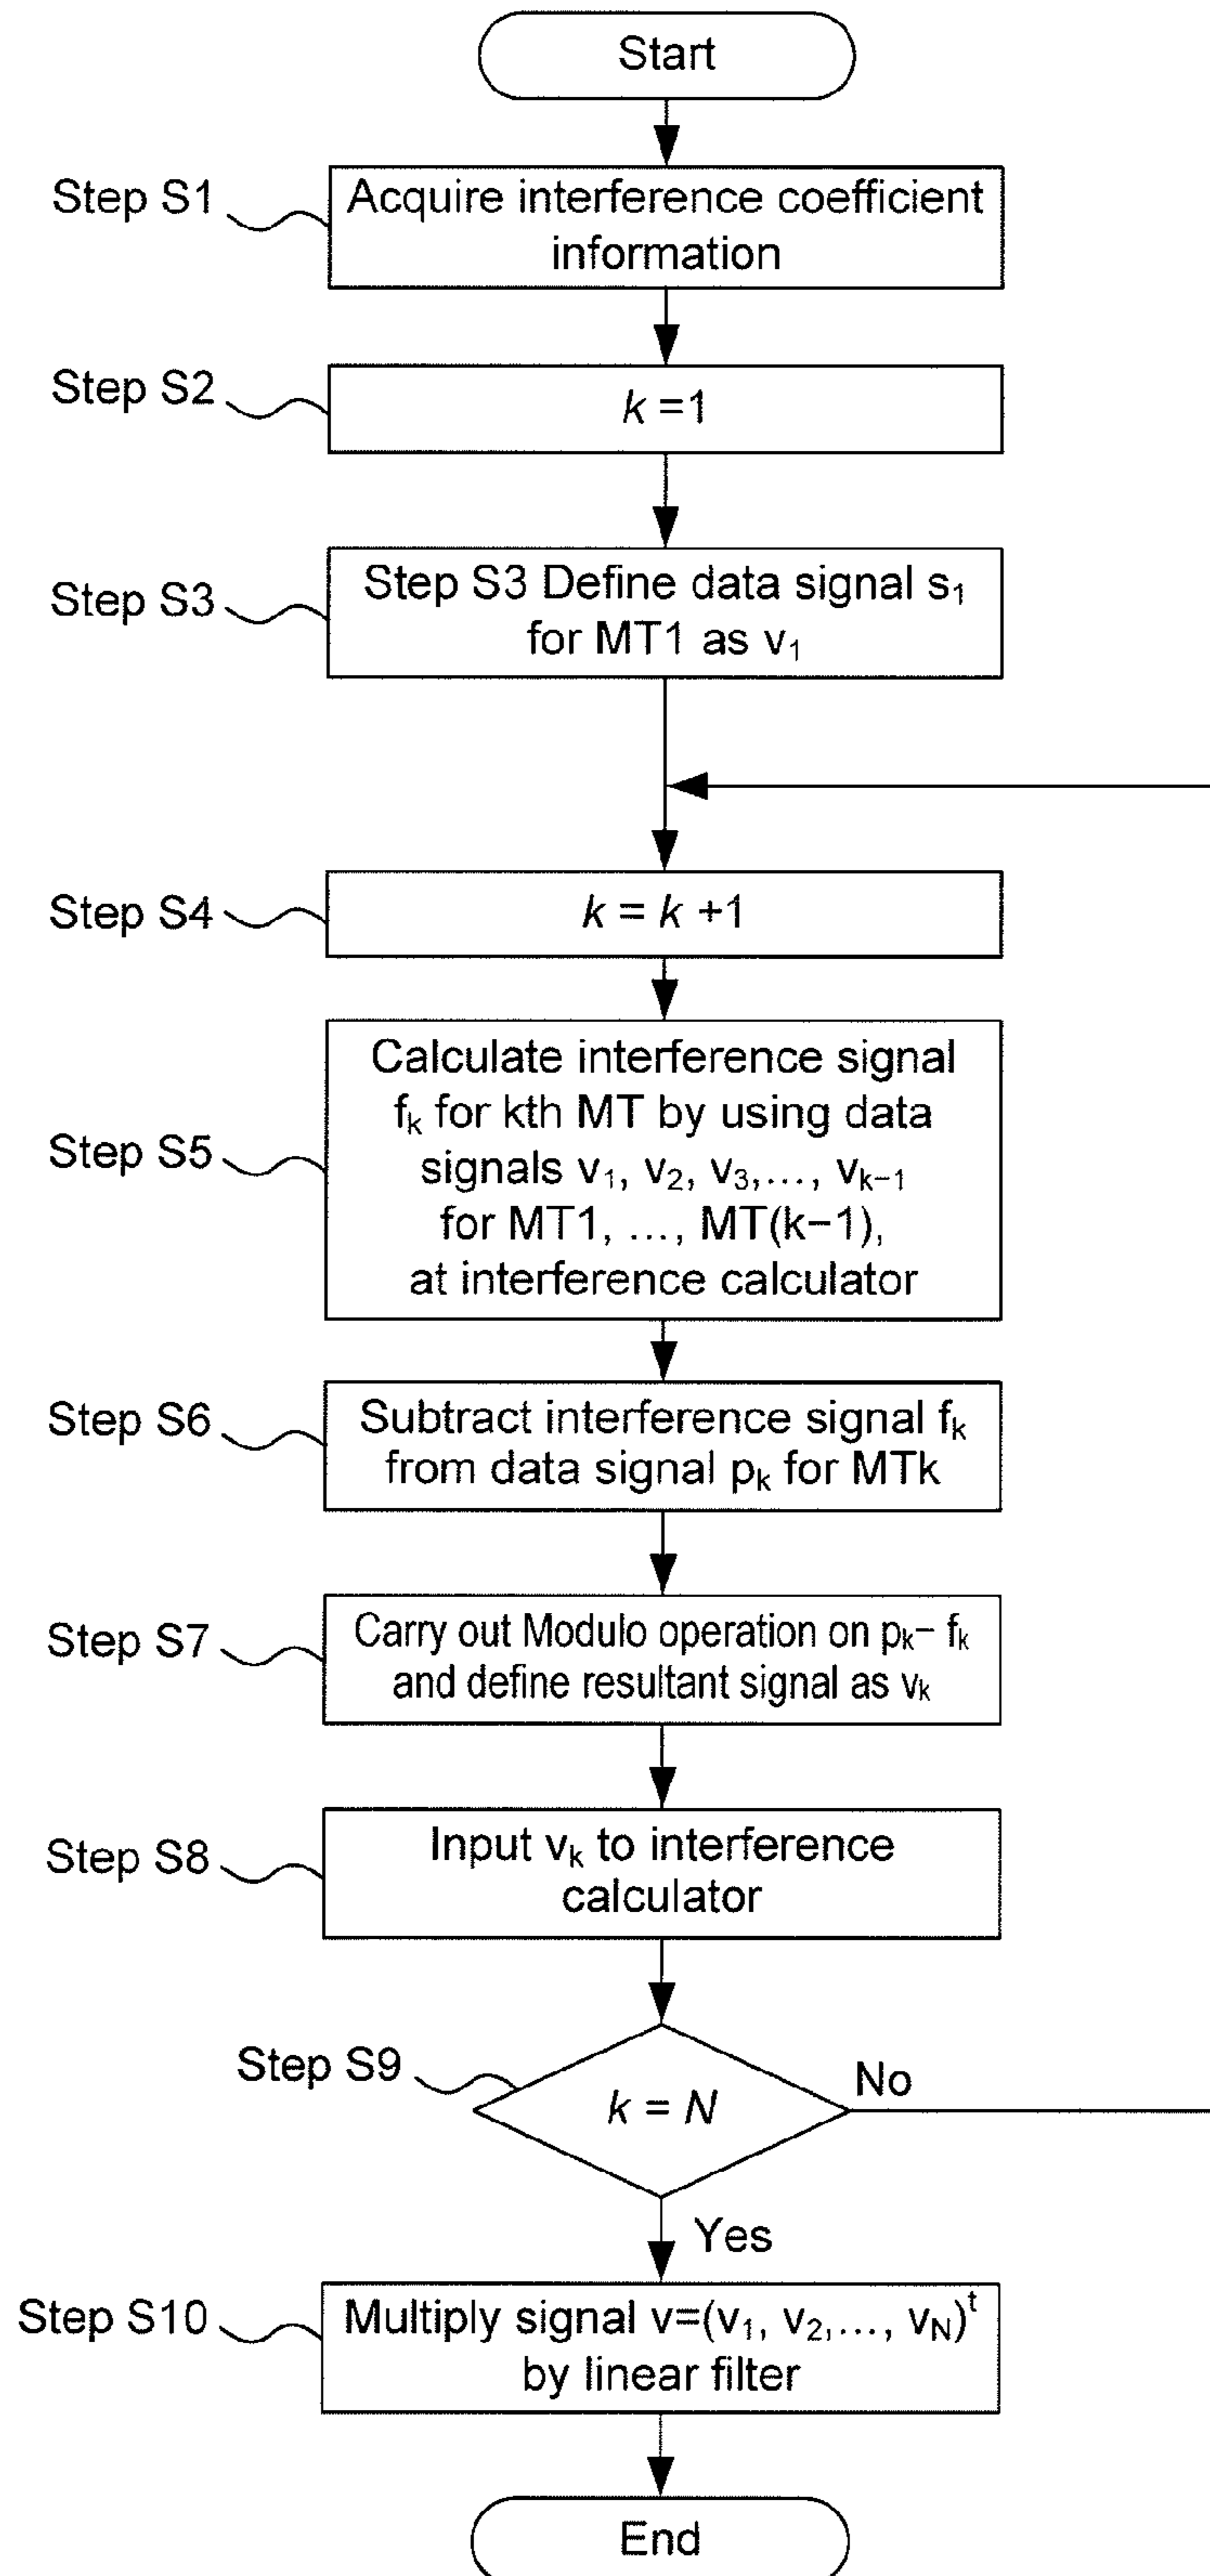 Start
Step S1
Acquire interference coefficient
information
Step S2
k =1
Step S3
Step S3 Define data signal s₁
for MT1 as v₁
Step S4
k = k +1
Step S5
Calculate interference signal
fₖ for kth MT by using data
signals v₁, v₂, v₃,..., vₖ₋₁
for MT1, ..., MT(k−1),
at interference calculator
Step S6
Subtract interference signal fₖ
from data signal pₖ for MTk
Step S7
Carry out Modulo operation on pₖ− fₖ
and define resultant signal as vₖ
Step S8
Input vₖ to interference
calculator
Step S9
k = N
No
Yes
Step S10
Multiply signal v=(v₁, v₂,..., v_N)ᵗ
by linear filter
End